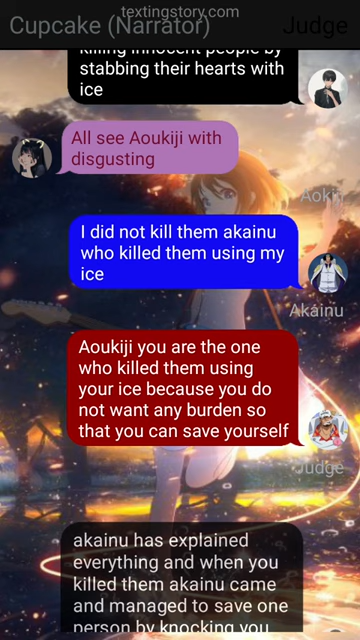 textingstory.com
Cupcake (Narrator)
Judge
killing innocent people by
stabbing their hearts with
ice
All see Aoukiji with
disgusting
Aokiji
I did not kill them akainu
who killed them using my
ice
Akainu
Aoukiji you are the one
who killed them using
your ice because you do
not want any burden so
that you can save yourself
Judge
akainu has explained
everything and when you
killed them akainu came
and managed to save one
person by knocking you